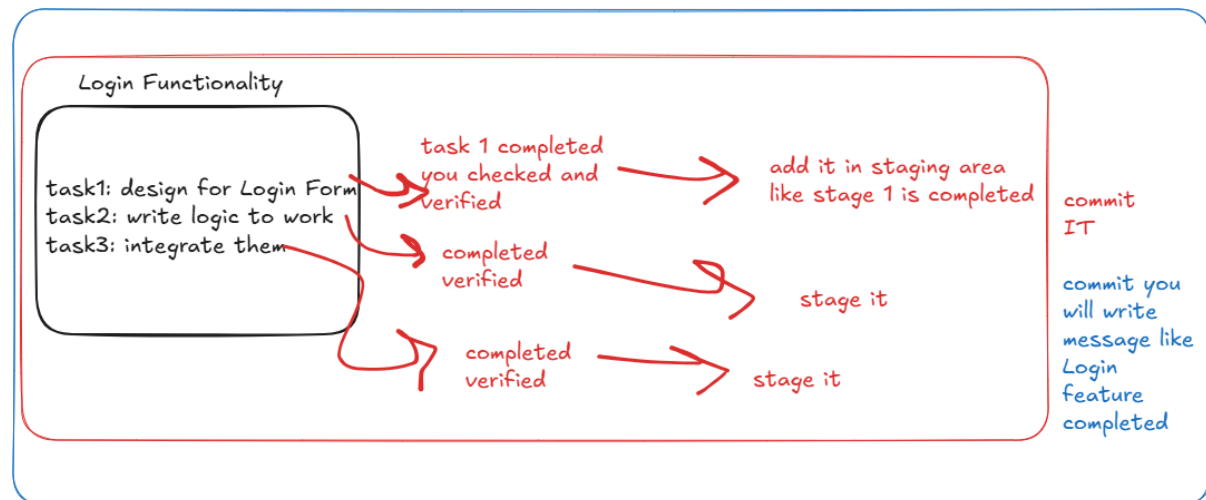 Login Functionality
task1: design for Login Form
task2: write logic to work
task3: integrate them
task 1 completed
you checked and
verified
add it in staging area
like stage 1 is completed
completed
verified
stage it
completed
verified
stage it
commit
IT
commit you
will write
message like
Login
feature
completed